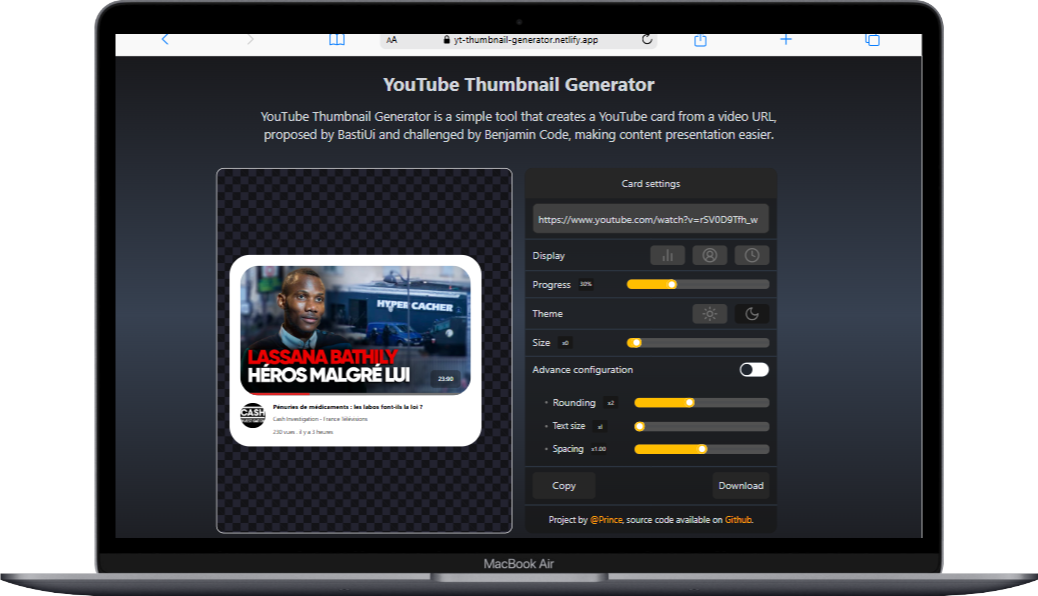 AA
yt-thumbnail-generator.netlify.app
YouTube Thumbnail Generator
YouTube Thumbnail Generator is a simple tool that creates a YouTube card from a video URL,
proposed by BastiUi and challenged by Benjamin Code, making content presentation easier.
HYPER CACHER
LASSANA BATHILY
HÉROS MALGRÉ LUI
23:90
CASH
Pénuries de médicaments : les labos font-ils la loi ?
Cash Investigation - France Télévisions
230 vues . il y a 3 heures
Card settings
https://www.youtube.com/watch?v=rSV0D9Tfh_w
Display
Progress 30%
Theme
Size x0
Advance configuration
• Rounding x2
• Text size x1
• Spacing x1.00
Copy
Download
Project by @Prince, source code available on Github.
MacBook Air